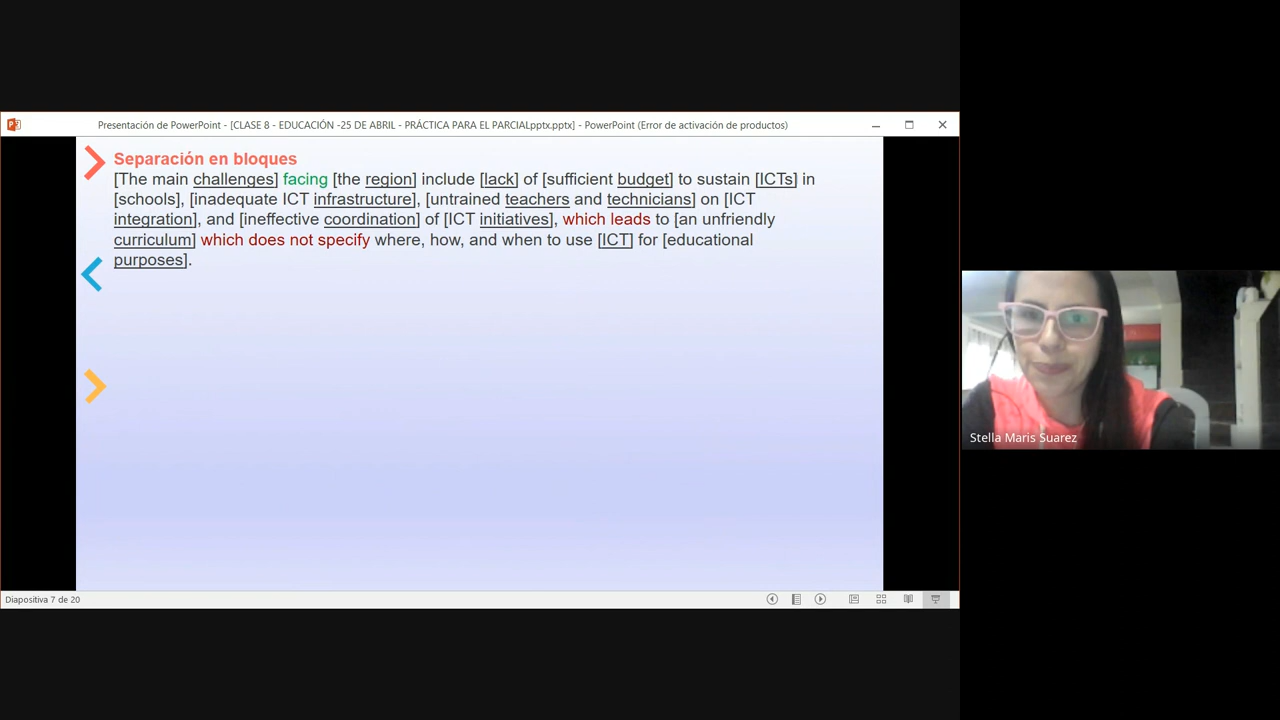 Presentación de PowerPoint - [CLASE 8 - EDUCACIÓN -25 DE ABRIL - PRÁCTICA PARA EL PARCIALpptx.pptx] - PowerPoint (Error de activación de productos)
Separación en bloques
[The main challenges] facing [the region] include [lack] of [sufficient budget] to sustain [ICTs] in
[schools], [inadequate ICT infrastructure], [untrained teachers and technicians] on [ICT
integration], and [ineffective coordination] of [ICT initiatives], which leads to [an unfriendly
curriculum] which does not specify where, how, and when to use [ICT] for [educational
purposes].
Stella Maris Suarez
Diapositiva 7 de 20